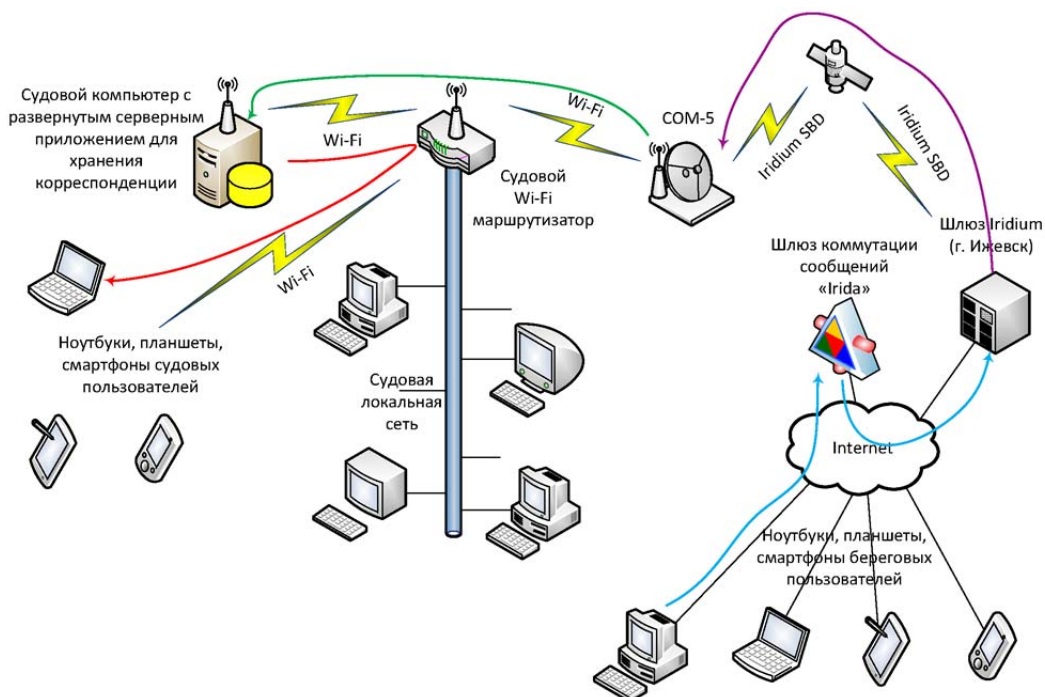 Судовой компьютер с
развернутым серверным
приложением для
хранения
корреспонденции
Wi-Fi
Wi-Fi
COM-5
Iridium SBD
Iridium SBD
Судовой
Wi-Fi
маршрутизатор
Шлюз Iridium
(г. Ижевск)
Шлюз коммутации
сообщений
«Irida»
Wi-Fi
Ноутбуки, планшеты,
смартфоны судовых
пользователей
Судовая
локальная
сеть
Internet
Ноутбуки, планшеты,
смартфоны береговых
пользователей